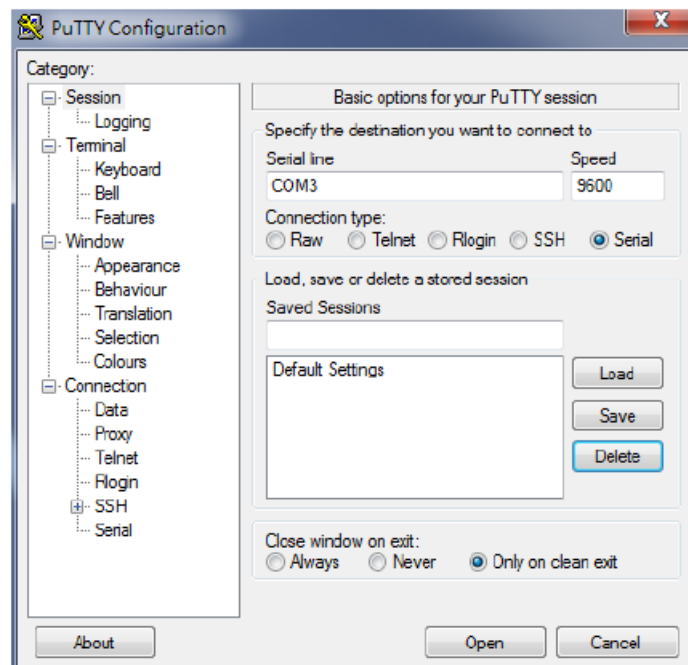 PuTTY Configuration
Category:
Session
Logging
Terminal
Keyboard
Bell
Features
Window
Appearance
Behaviour
Translation
Selection
Colours
Connection
Data
Proxy
Telnet
Rlogin
SSH
Serial
Basic options for your PuTTY session
Specify the destination you want to connect to
Serial line Speed
COM3 9600
Connection type:
Raw Telnet Rlogin SSH Serial
Load, save or delete a stored session
Saved Sessions
Default Settings
Load
Save
Delete
Close window on exit:
Always Never Only on clean exit
About Open Cancel